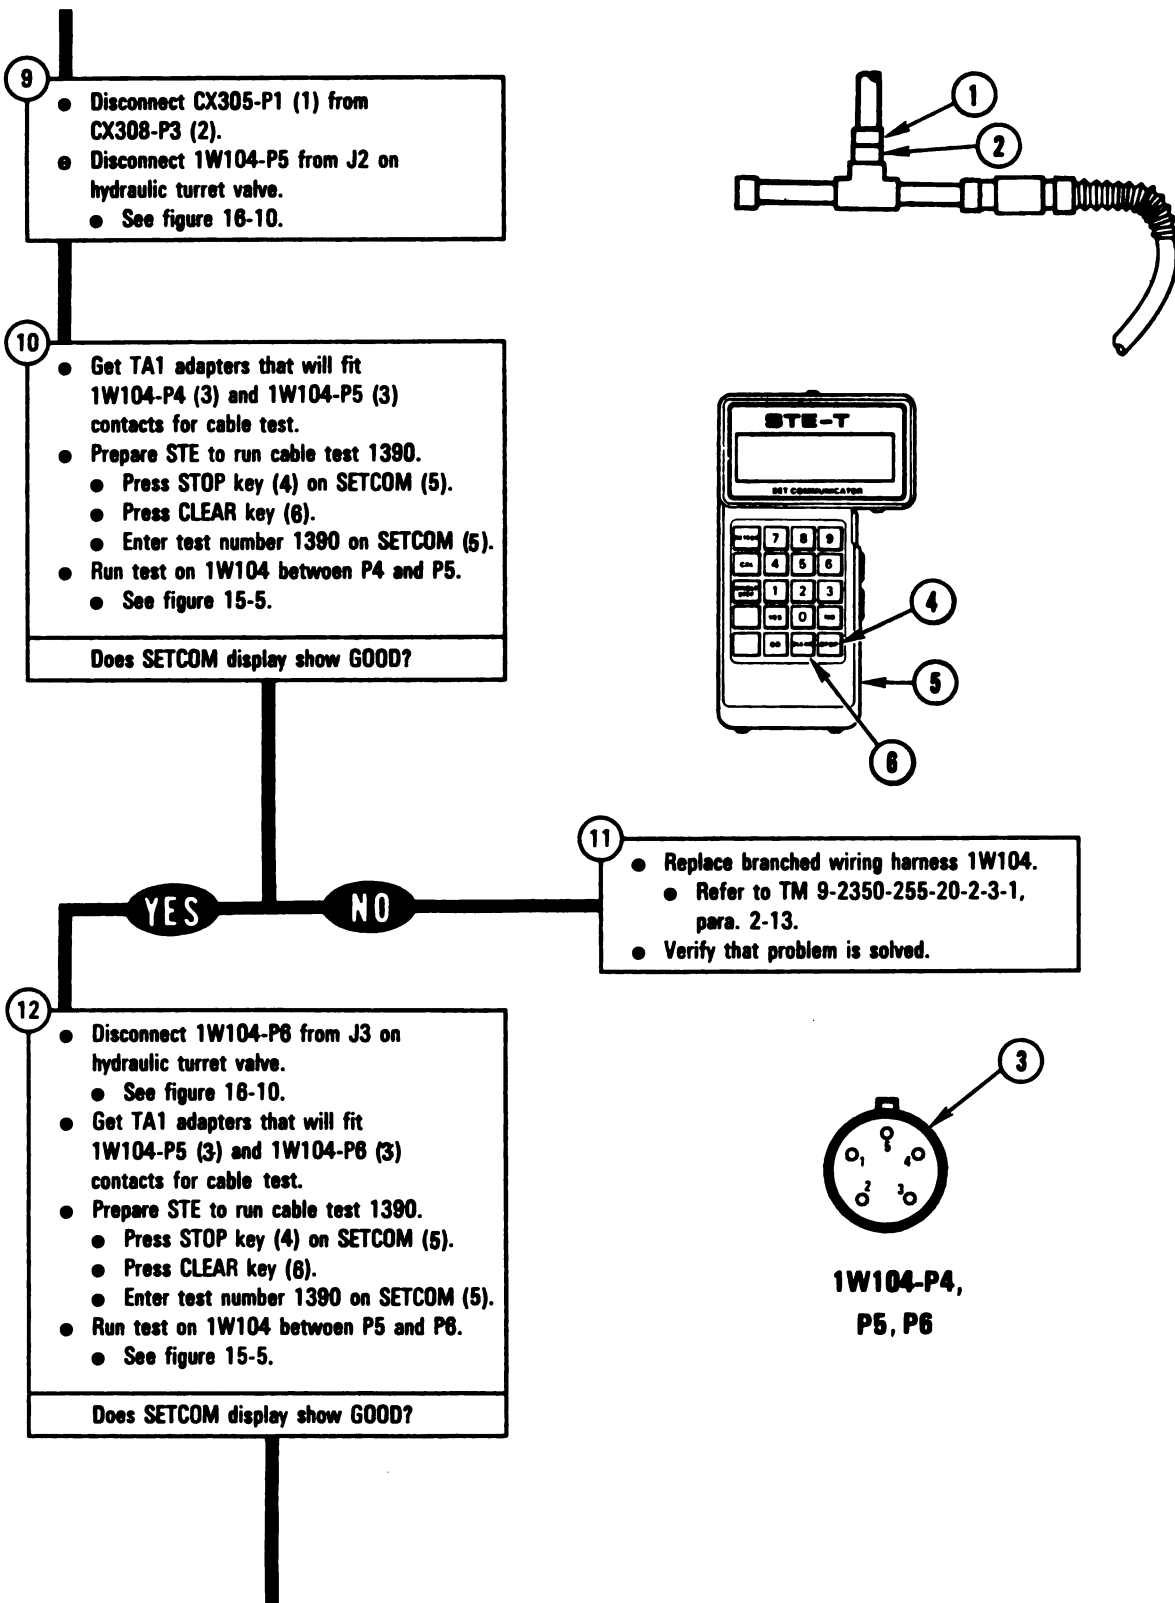 9
● Disconnect CX305-P1 (1) from
CX308-P3 (2).
● Disconnect 1W104-P5 from J2 on
hydraulic turret valve.
● See figure 16-10.
1
2
10
● Get TA1 adapters that will fit
1W104-P4 (3) and 1W104-P5 (3)
contacts for cable test.
● Prepare STE to run cable test 1390.
● Press STOP key (4) on SETCOM (5).
● Press CLEAR key (6).
● Enter test number 1390 on SETCOM (5).
● Run test on 1W104 between P4 and P5.
● See figure 15-5.
Does SETCOM display show GOOD?
STE-T
SET COMMUNICATOR
7 8 9
4 5 6
1 2 3
YES 0 NO
GO CLEAR STOP
4
5
6
YES
NO
11
● Replace branched wiring harness 1W104.
● Refer to TM 9-2350-255-20-2-3-1,
para. 2-13.
● Verify that problem is solved.
12
● Disconnect 1W104-P6 from J3 on
hydraulic turret valve.
● See figure 16-10.
● Get TA1 adapters that will fit
1W104-P5 (3) and 1W104-P6 (3)
contacts for cable test.
● Prepare STE to run cable test 1390.
● Press STOP key (4) on SETCOM (5).
● Press CLEAR key (6).
● Enter test number 1390 on SETCOM (5).
● Run test on 1W104 between P5 and P6.
● See figure 15-5.
Does SETCOM display show GOOD?
3
5
1
4
2
3
1W104-P4,
P5, P6